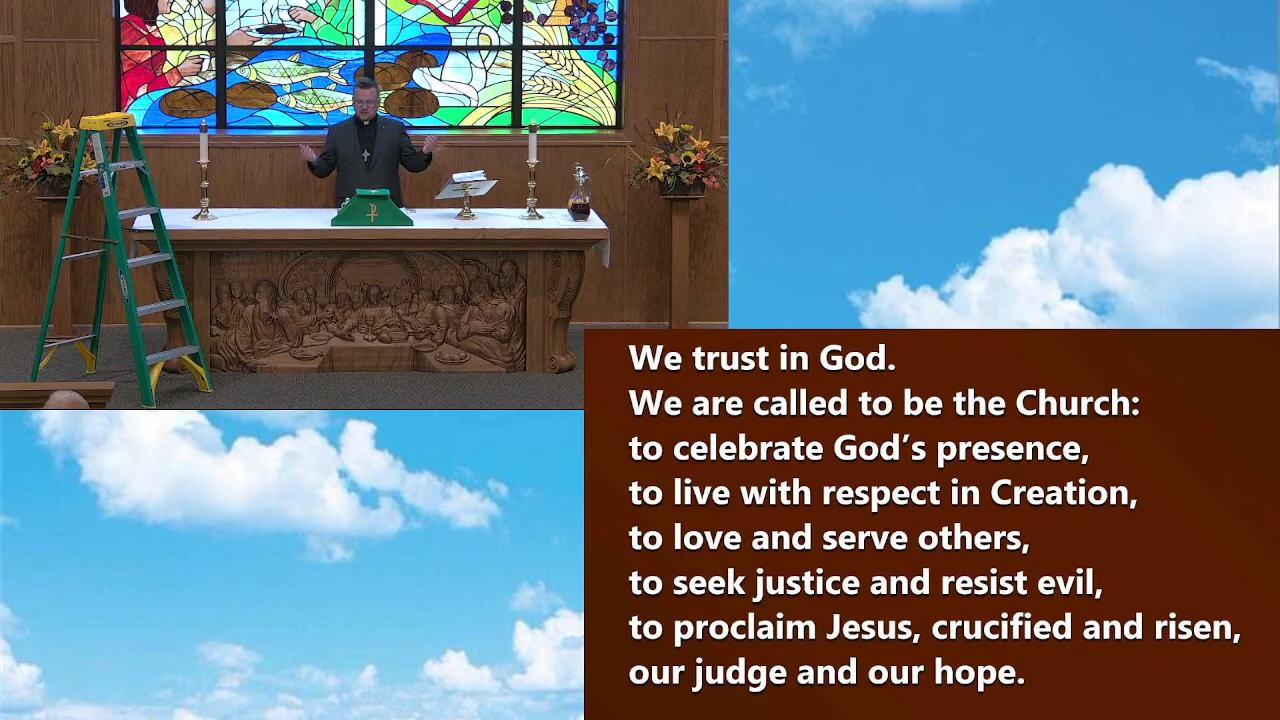 We trust in God.
We are called to be the Church:
to celebrate God’s presence,
to live with respect in Creation,
to love and serve others,
to seek justice and resist evil,
to proclaim Jesus, crucified and risen,
our judge and our hope.